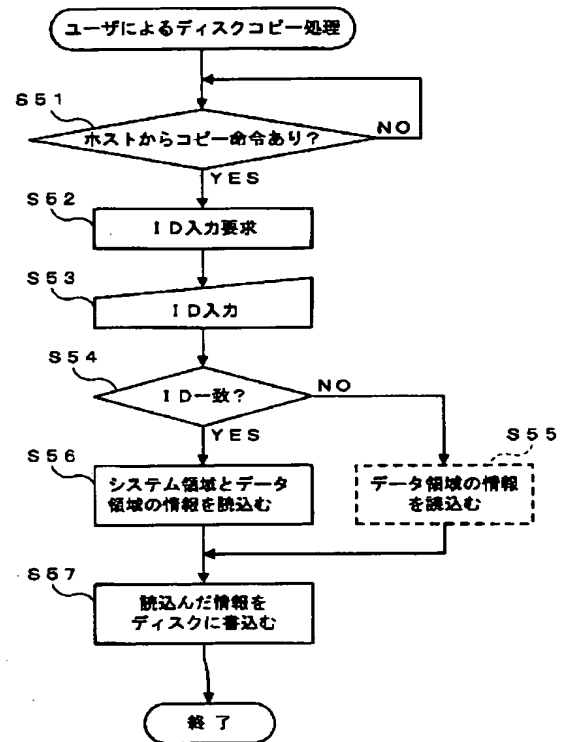 ユーザによるディスクコピー処理
S51
ホストからコピー命令あり？
NO
YES
S52
ID入力要求
S53
ID入力
S54
ID一致？
NO
YES
S55
データ領域の情報
を読込む
S56
システム領域とデータ
領域の情報を読込む
S57
読込んだ情報を
ディスクに書込む
終了